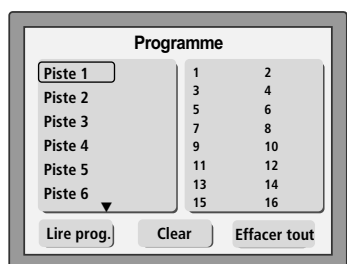 Programme
Piste 1
Piste 2
Piste 3
Piste 4
Piste 5
Piste 6
1 2
3 4
5 6
7 8
9 10
11 12
13 14
15 16
Lire prog. Clear Effacer tout